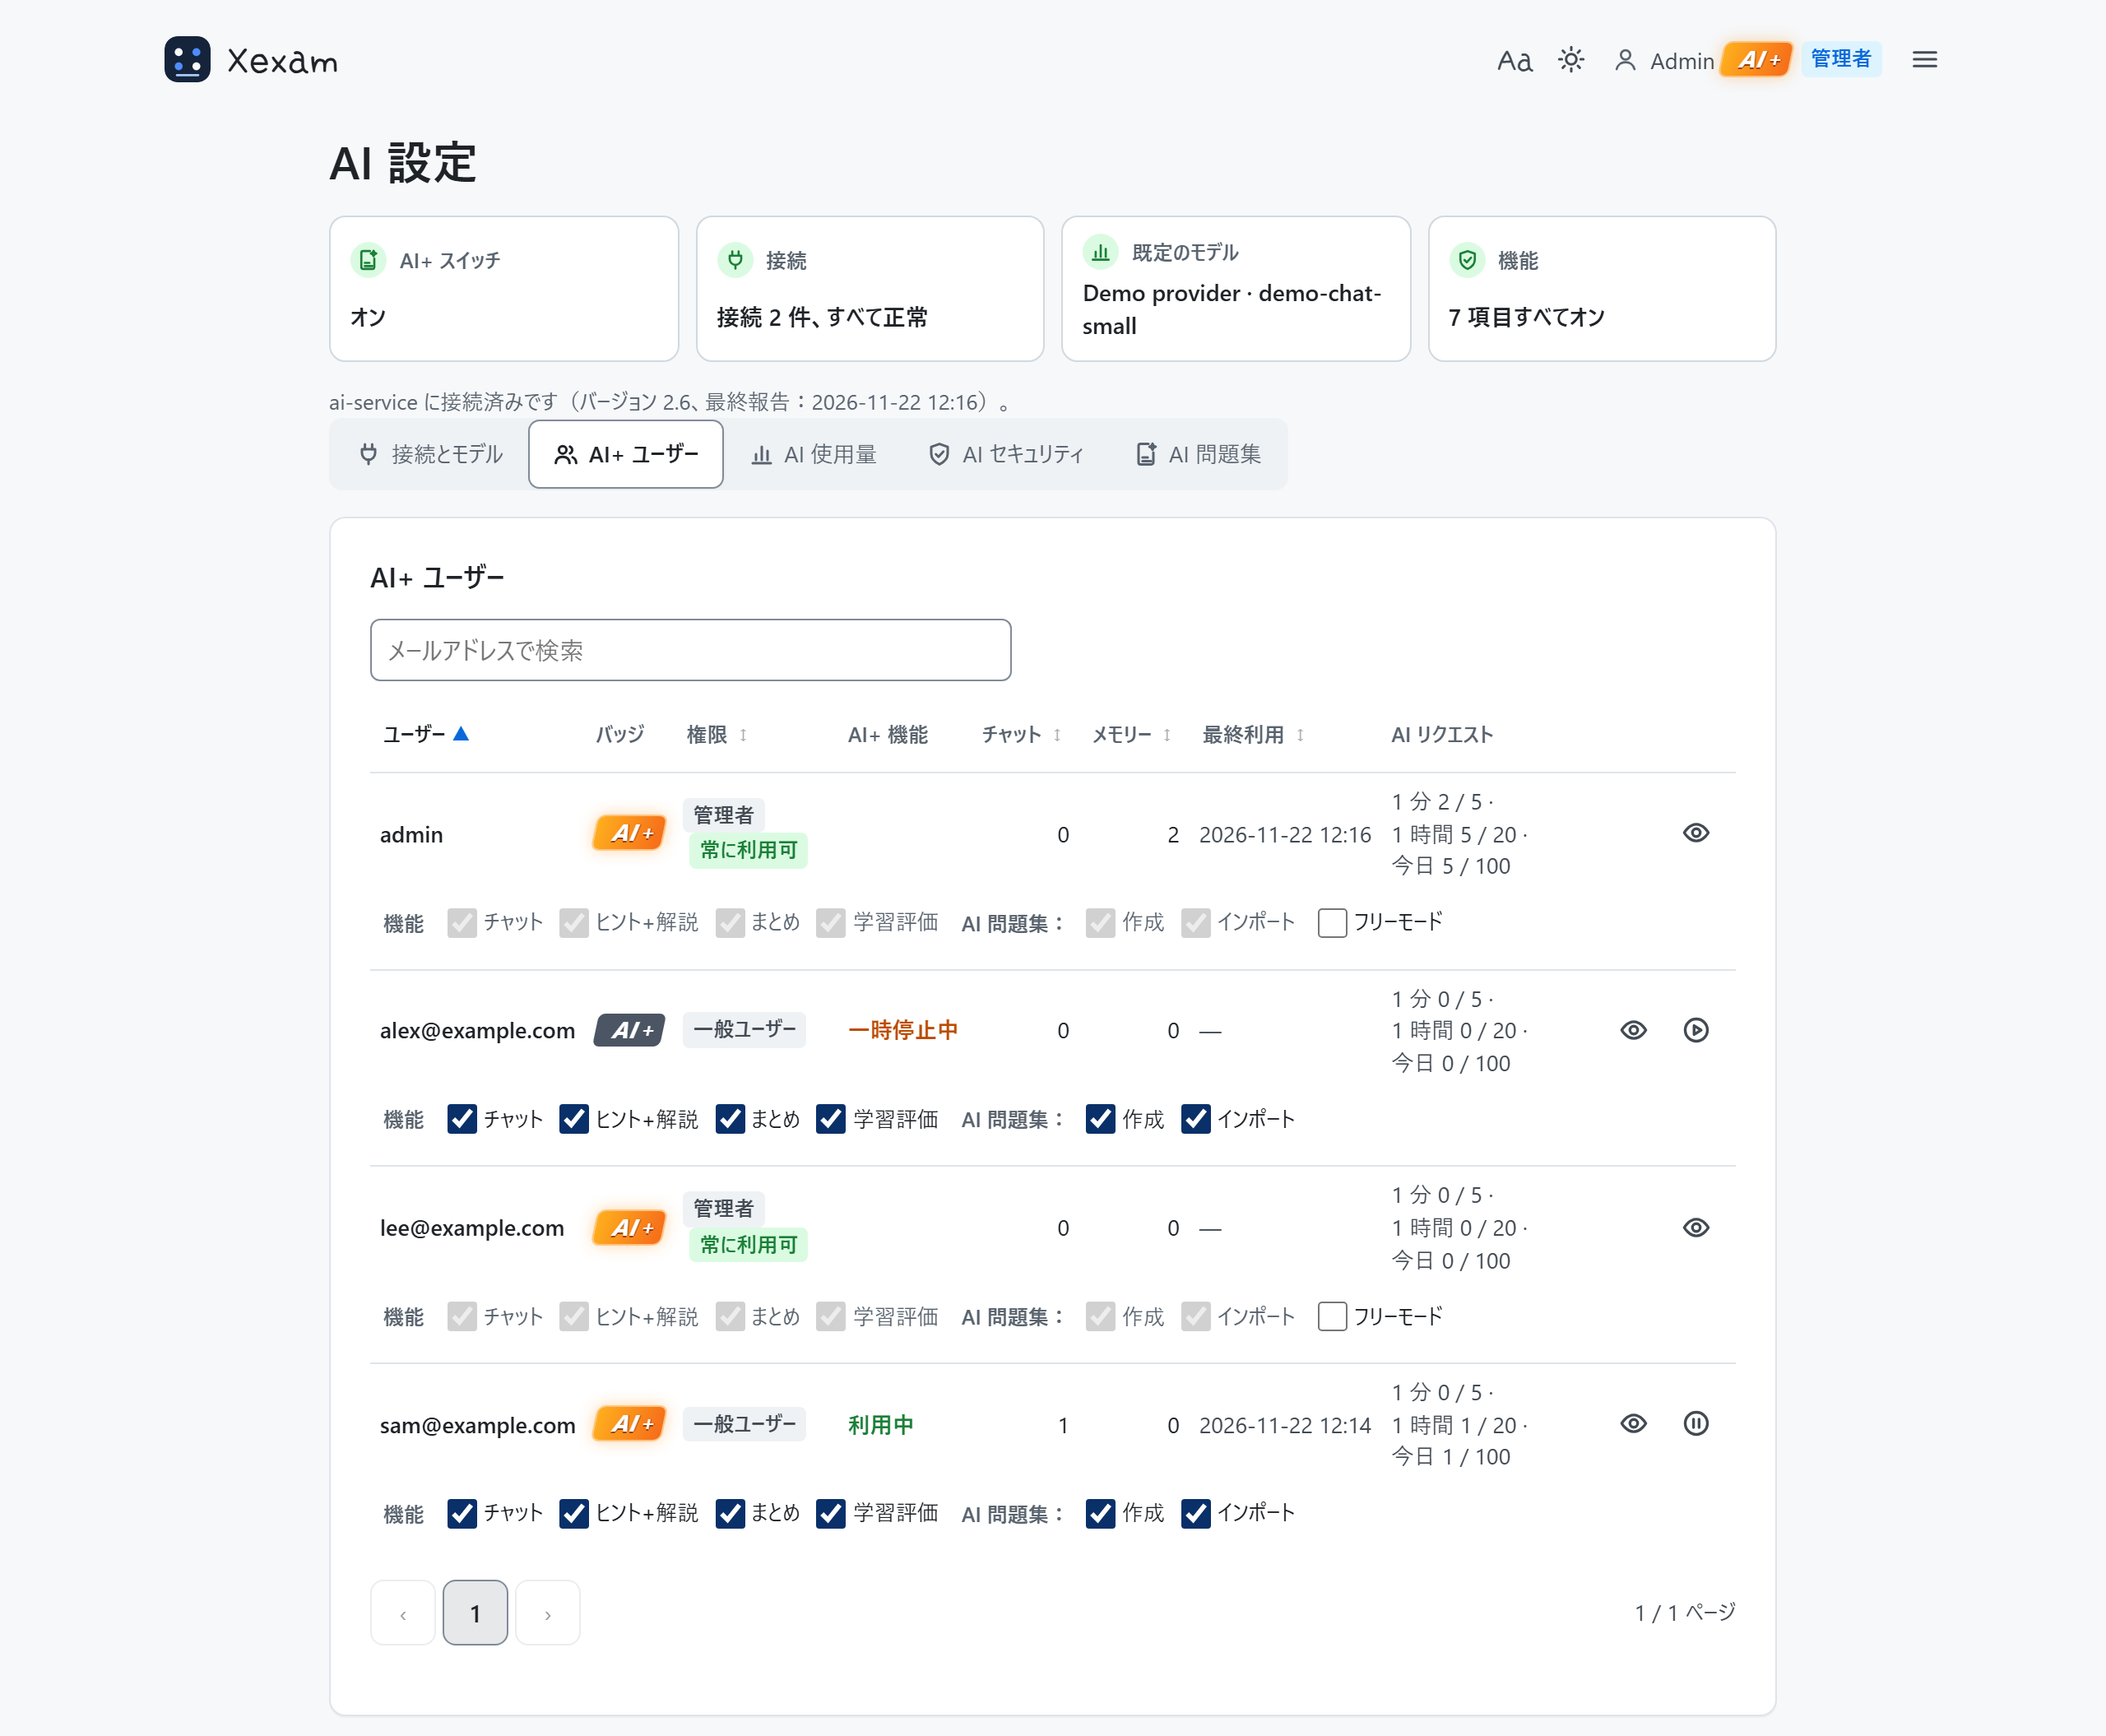 Xexam
Aa Admin AI+ 管理者
AI 設定
AI+ スイッチ
オン
接続
接続 2 件、すべて正常
既定のモデル
Demo provider · demo-chat-
small
機能
7 項目すべてオン
ai-service に接続済みです（バージョン 2.6、最終報告：2026-11-22 12:16）。
接続とモデル AI+ ユーザー AI 使用量 AI セキュリティ AI 問題集
AI+ ユーザー
メールアドレスで検索
ユーザー ▲ バッジ 権限 ↕ AI+ 機能 チャット ↕ メモリー ↕ 最終利用 ↕ AI リクエスト
admin AI+ 管理者 常に利用可 0 2 2026-11-22 12:16
1 分 2 / 5 ·
1 時間 5 / 20 ·
今日 5 / 100
機能 チャット ヒント+解説 まとめ 学習評価 AI 問題集： 作成 インポート フリーモード
alex@example.com AI+ 一般ユーザー 一時停止中 0 0 —
1 分 0 / 5 ·
1 時間 0 / 20 ·
今日 0 / 100
機能 チャット ヒント+解説 まとめ 学習評価 AI 問題集： 作成 インポート
lee@example.com AI+ 管理者 常に利用可 0 0 —
1 分 0 / 5 ·
1 時間 0 / 20 ·
今日 0 / 100
機能 チャット ヒント+解説 まとめ 学習評価 AI 問題集： 作成 インポート フリーモード
sam@example.com AI+ 一般ユーザー 利用中 1 0 2026-11-22 12:14
1 分 0 / 5 ·
1 時間 1 / 20 ·
今日 1 / 100
機能 チャット ヒント+解説 まとめ 学習評価 AI 問題集： 作成 インポート
‹ 1 ›
1 / 1 ページ